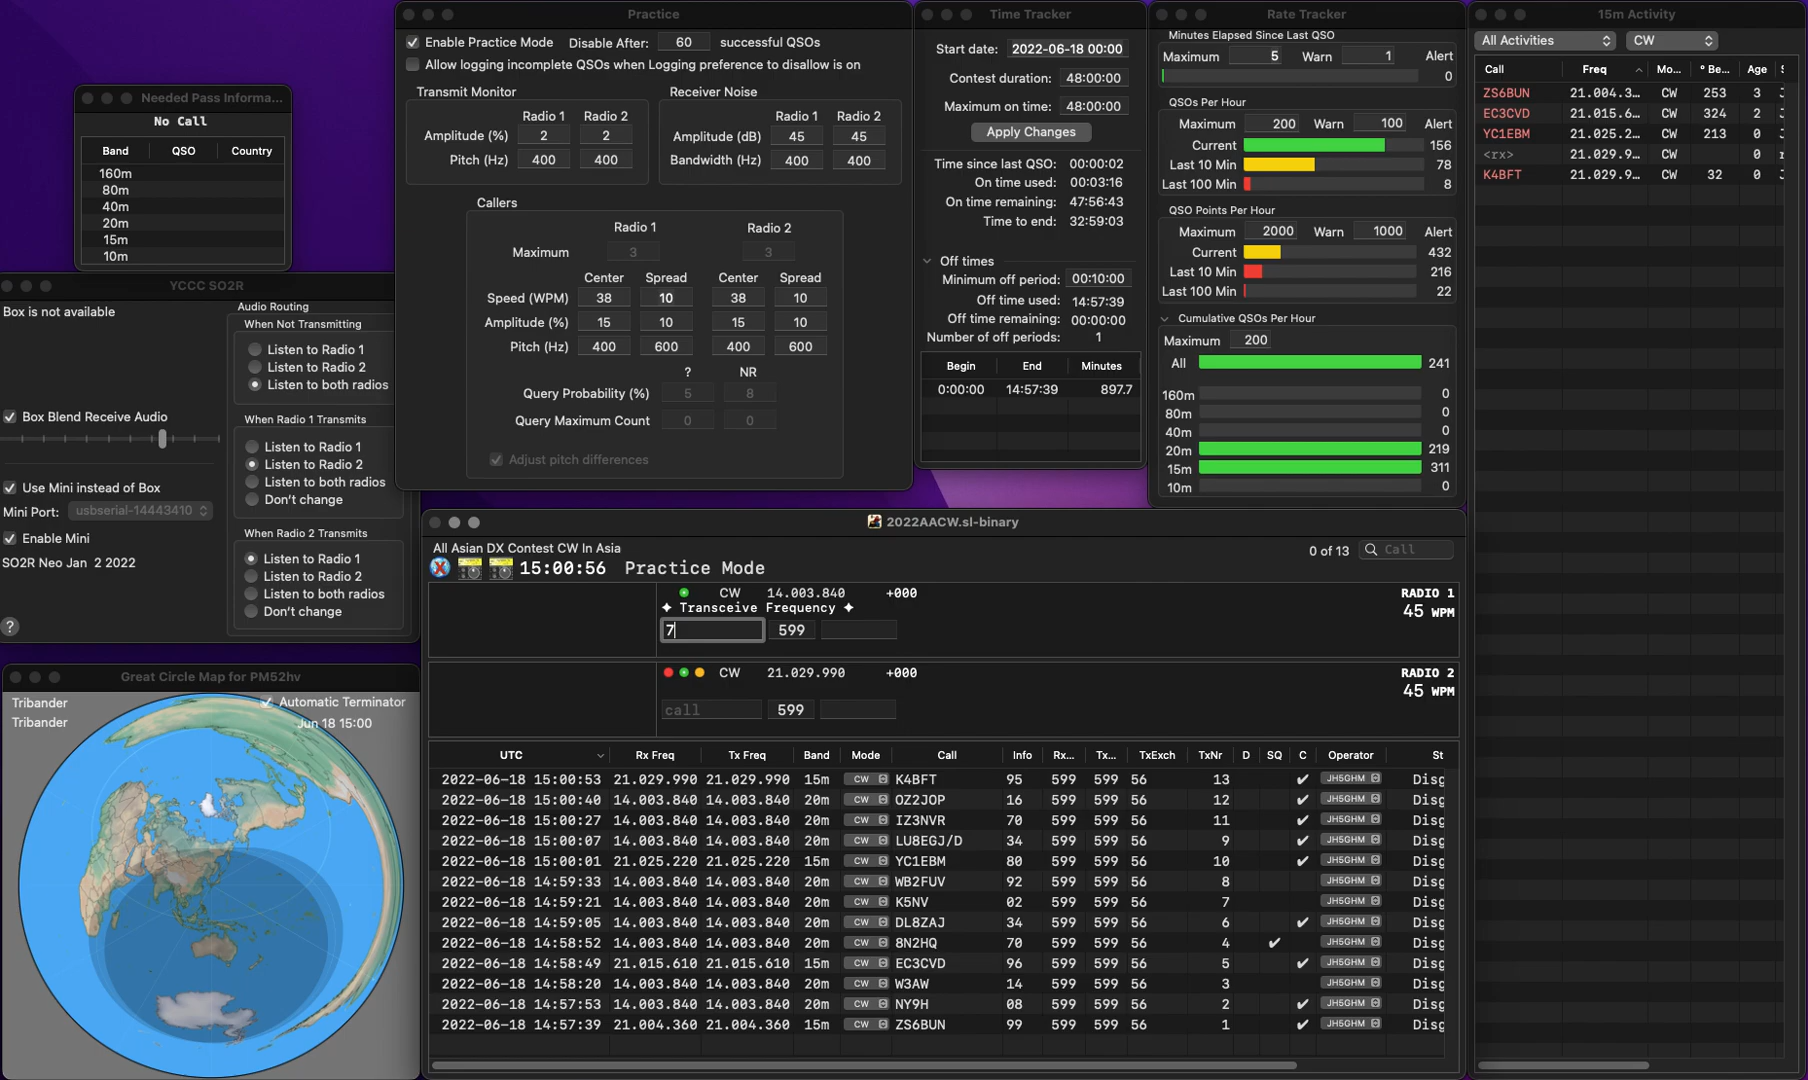 Needed Pass Informa...
No Call
Band QSO Country
160m
80m
40m
20m
15m
10m
YCCC SO2R
Box is not available
Audio Routing
When Not Transmitting
Listen to Radio 1
Listen to Radio 2
Listen to both radios
Box Blend Receive Audio
When Radio 1 Transmits
Listen to Radio 1
Listen to Radio 2
Listen to both radios
Don't change
Use Mini instead of Box
Mini Port: usbserial-14443410
Enable Mini
SO2R Neo Jan 2 2022
When Radio 2 Transmits
Listen to Radio 1
Listen to Radio 2
Listen to both radios
Don't change
?
Great Circle Map for PM52hv
Tribander
Tribander
Automatic Terminator
Jun 18 15:00
Practice
Enable Practice Mode Disable After: 60 successful QSOs
Allow logging incomplete QSOs when Logging preference to disallow is on
Transmit Monitor
Radio 1 Radio 2
Amplitude (%) 2 2
Pitch (Hz) 400 400
Receiver Noise
Radio 1 Radio 2
Amplitude (dB) 45 45
Bandwidth (Hz) 400 400
Callers
Radio 1 Radio 2
Maximum 3 3
Center Spread Center Spread
Speed (WPM) 38 10 38 10
Amplitude (%) 15 10 15 10
Pitch (Hz) 400 600 400 600
? NR
Query Probability (%) 5 8
Query Maximum Count 0 0
Adjust pitch differences
Time Tracker
Start date: 2022-06-18 00:00
Contest duration: 48:00:00
Maximum on time: 48:00:00
Apply Changes
Time since last QSO: 00:00:02
On time used: 00:03:16
On time remaining: 47:56:43
Time to end: 32:59:03
Off times
Minimum off period: 00:10:00
Off time used: 14:57:39
Off time remaining: 00:00:00
Number of off periods: 1
Begin End Minutes
0:00:00 14:57:39 897.7
Rate Tracker
Minutes Elapsed Since Last QSO
Maximum 5 Warn 1 Alert
0
QSOs Per Hour
Maximum 200 Warn 100 Alert
Current 156
Last 10 Min 78
Last 100 Min 8
QSO Points Per Hour
Maximum 2000 Warn 1000 Alert
Current 432
Last 10 Min 216
Last 100 Min 22
Cumulative QSOs Per Hour
Maximum 200
All 241
160m 0
80m 0
40m 0
20m 219
15m 311
10m 0
15m Activity
All Activities CW
Call Freq Mo... ° Be... Age S
ZS6BUN 21.004.3... CW 253 3
EC3CVD 21.015.6... CW 324 2
YC1EBM 21.025.2... CW 213 0
<rx> 21.029.9... CW 0
K4BFT 21.029.9... CW 32 0
2022AACW.sl-binary
All Asian DX Contest CW In Asia
0 of 13 Call
15:00:56 Practice Mode
CW 14.003.840 +000
RADIO 1
✦ Transceive Frequency ✦
45 WPM
7 599
CW 21.029.990 +000
RADIO 2
45 WPM
call 599
UTC Rx Freq Tx Freq Band Mode Call Info Rx... Tx... TxExch TxNr D SQ C Operator St
2022-06-18 15:00:53 21.029.990 21.029.990 15m CW K4BFT 95 599 599 56 13 ✔ JH5GHM Disg
2022-06-18 15:00:40 14.003.840 14.003.840 20m CW OZ2JOP 16 599 599 56 12 ✔ JH5GHM Disg
2022-06-18 15:00:27 14.003.840 14.003.840 20m CW IZ3NVR 70 599 599 56 11 ✔ JH5GHM Disg
2022-06-18 15:00:07 14.003.840 14.003.840 20m CW LU8EGJ/D 34 599 599 56 9 ✔ JH5GHM Disg
2022-06-18 15:00:01 21.025.220 21.025.220 15m CW YC1EBM 80 599 599 56 10 ✔ JH5GHM Disg
2022-06-18 14:59:33 14.003.840 14.003.840 20m CW WB2FUV 92 599 599 56 8 JH5GHM Disg
2022-06-18 14:59:21 14.003.840 14.003.840 20m CW K5NV 02 599 599 56 7 JH5GHM Disg
2022-06-18 14:59:05 14.003.840 14.003.840 20m CW DL8ZAJ 34 599 599 56 6 ✔ JH5GHM Disg
2022-06-18 14:58:52 14.003.840 14.003.840 20m CW 8N2HQ 70 599 599 56 4 ✔ JH5GHM Disg
2022-06-18 14:58:49 21.015.610 21.015.610 15m CW EC3CVD 96 599 599 56 5 ✔ JH5GHM Disg
2022-06-18 14:58:20 14.003.840 14.003.840 20m CW W3AW 14 599 599 56 3 JH5GHM Disg
2022-06-18 14:57:53 14.003.840 14.003.840 20m CW NY9H 08 599 599 56 2 ✔ JH5GHM Disg
2022-06-18 14:57:39 21.004.360 21.004.360 15m CW ZS6BUN 99 599 599 56 1 ✔ JH5GHM Disg